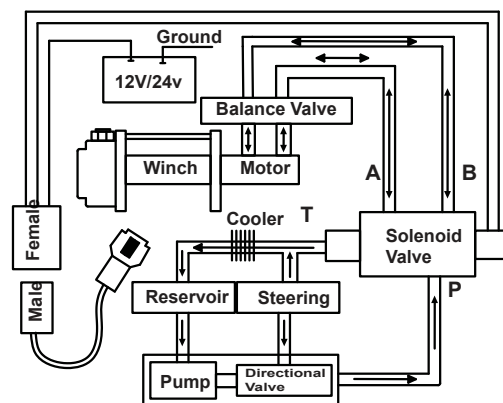 Ground
12V/24v
Balance Valve
Winch
Motor
A
B
Female
Cooler
T
Solenoid
Valve
Male
Reservoir
Steering
P
Pump
Directional
Valve